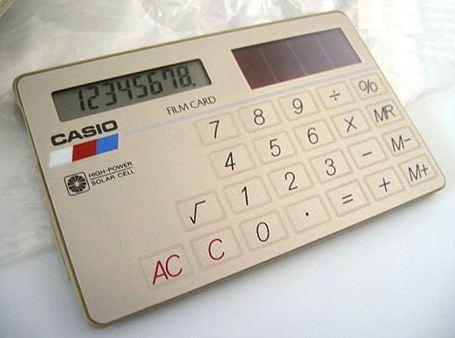 12345678.
FILM CARD
CASIO
HIGH-POWER
SOLAR CELL
7 8 9 ÷ %
4 5 6 × MR
√ 1 2 3 − M−
AC C 0 · = + M+